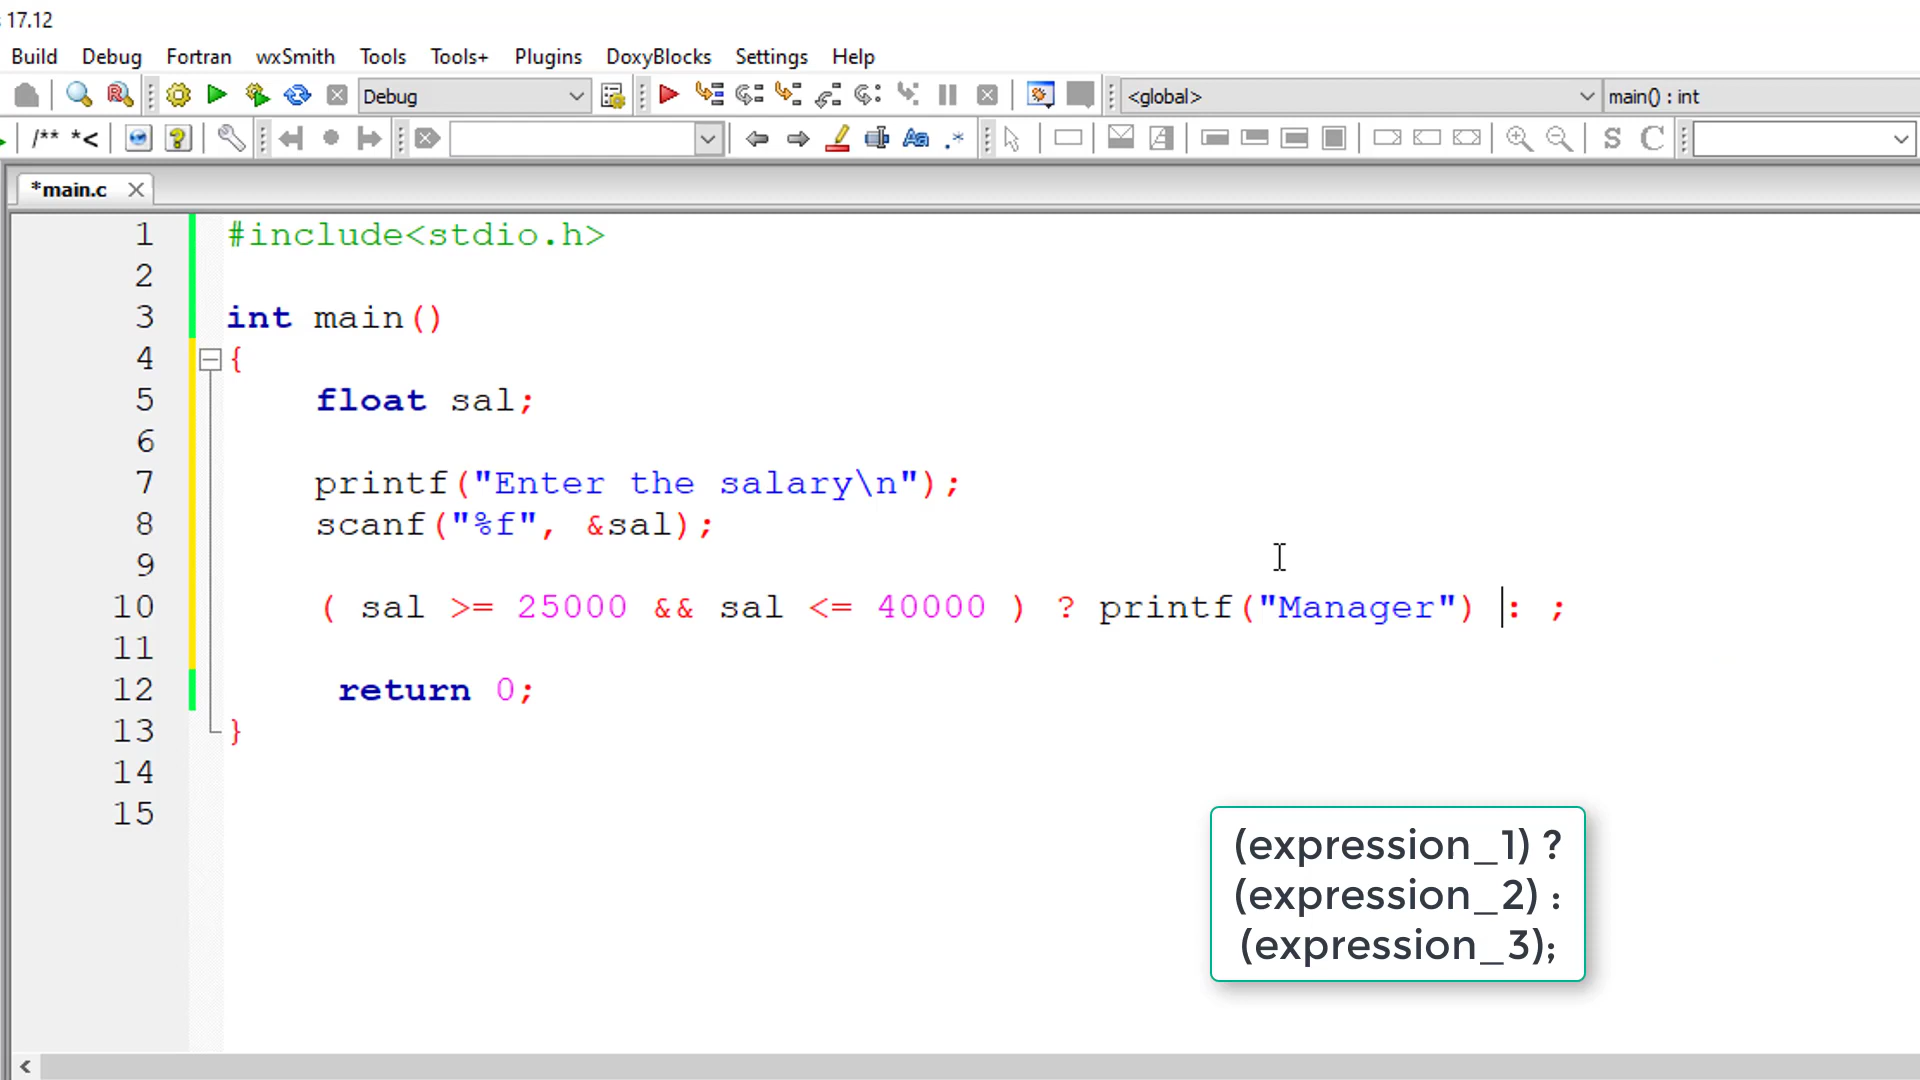 17.12
Build Debug Fortran wxSmith Tools Tools+ Plugins DoxyBlocks Settings Help
Debug <global> main() : int
/** *< Aa .* S C
*main.c
1 #include<stdio.h>
2
3 int main()
4 {
5 float sal;
6
7 printf("Enter the salary\n");
8 scanf("%f", &sal);
9
10 ( sal >= 25000 && sal <= 40000 ) ? printf("Manager") : ;
11
12 return 0;
13 }
14
15
(expression_1) ?
(expression_2) :
(expression_3);